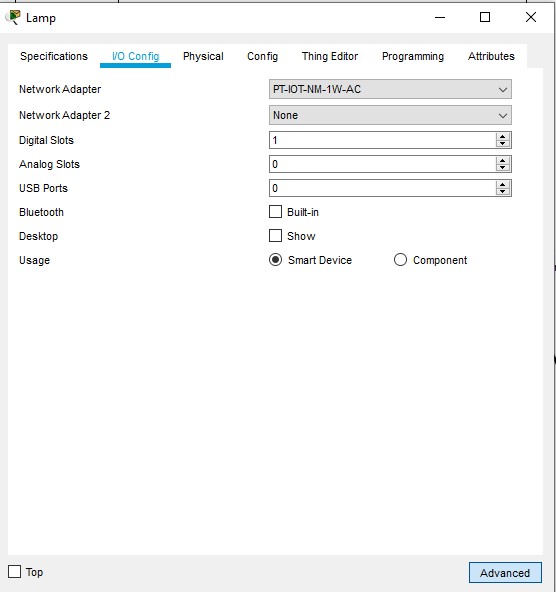 Lamp
Specifications I/O Config Physical Config Thing Editor Programming Attributes
Network Adapter PT-IOT-NM-1W-AC
Network Adapter 2 None
Digital Slots 1
Analog Slots 0
USB Ports 0
Bluetooth Built-in
Desktop Show
Usage Smart Device Component
Top Advanced